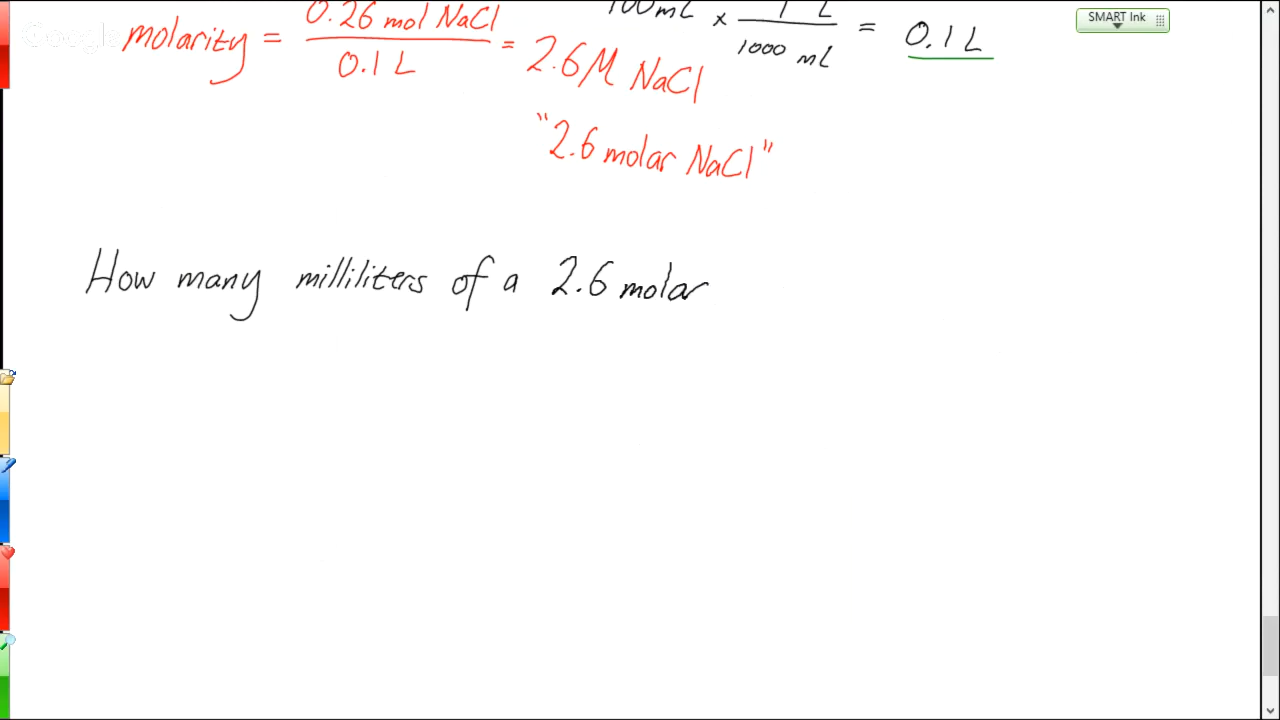 Google
molarity = 0.26 mol NaCl / 0.1 L = 2.6 M NaCl
100 mL × 1 L / 1000 mL = 0.1 L
"2.6 molar NaCl"
How many milliliters of a 2.6 molar
SMART Ink